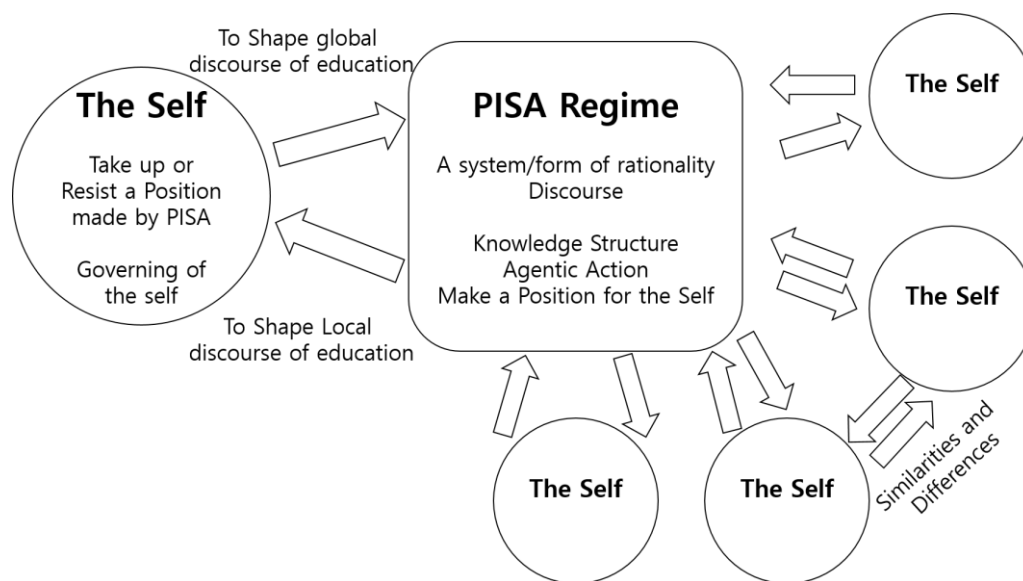 To Shape global
discourse of education
The Self
Take up or
Resist a Position
made by PISA
Governing of
the self
To Shape Local
discourse of education
PISA Regime
A system/form of rationality
Discourse
Knowledge Structure
Agentic Action
Make a Position for the Self
The Self
The Self
The Self
The Self
Similarities and
Differences